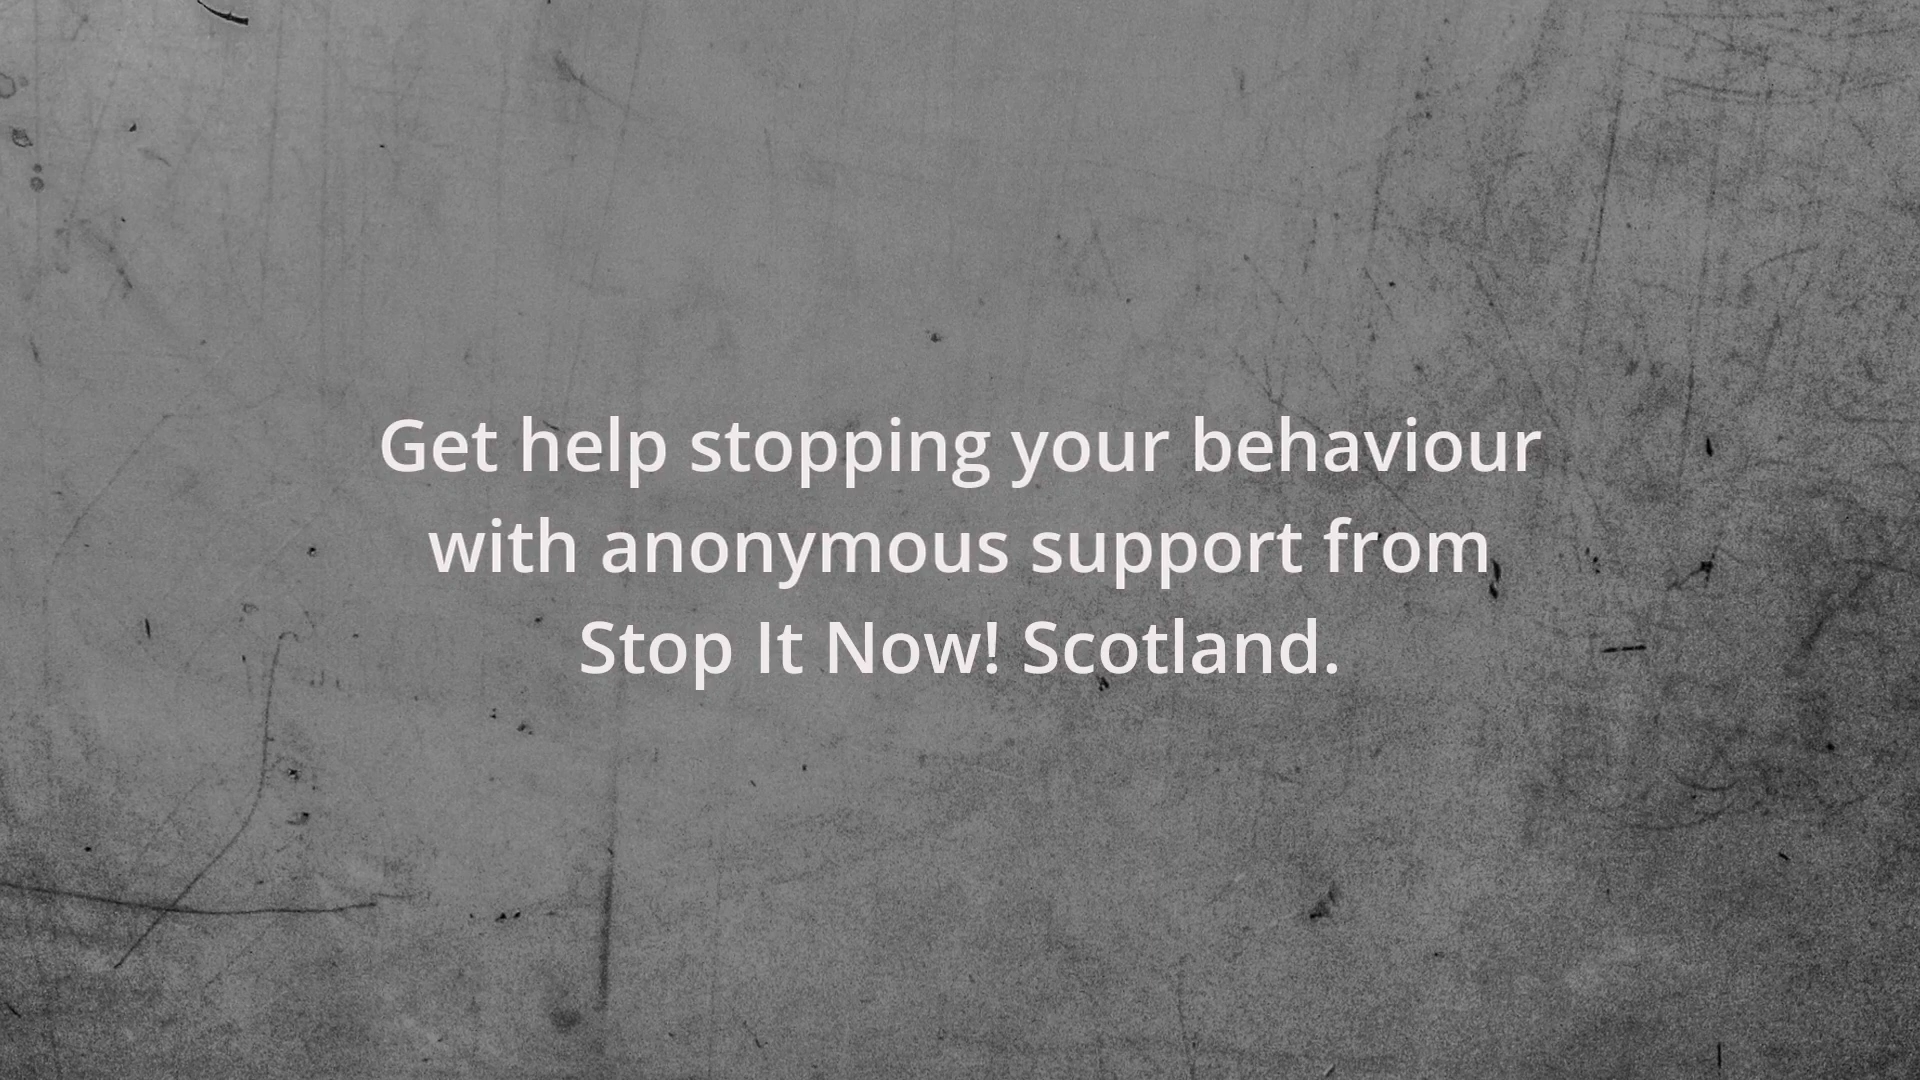 Get help stopping your behaviour
with anonymous support from
Stop It Now! Scotland.